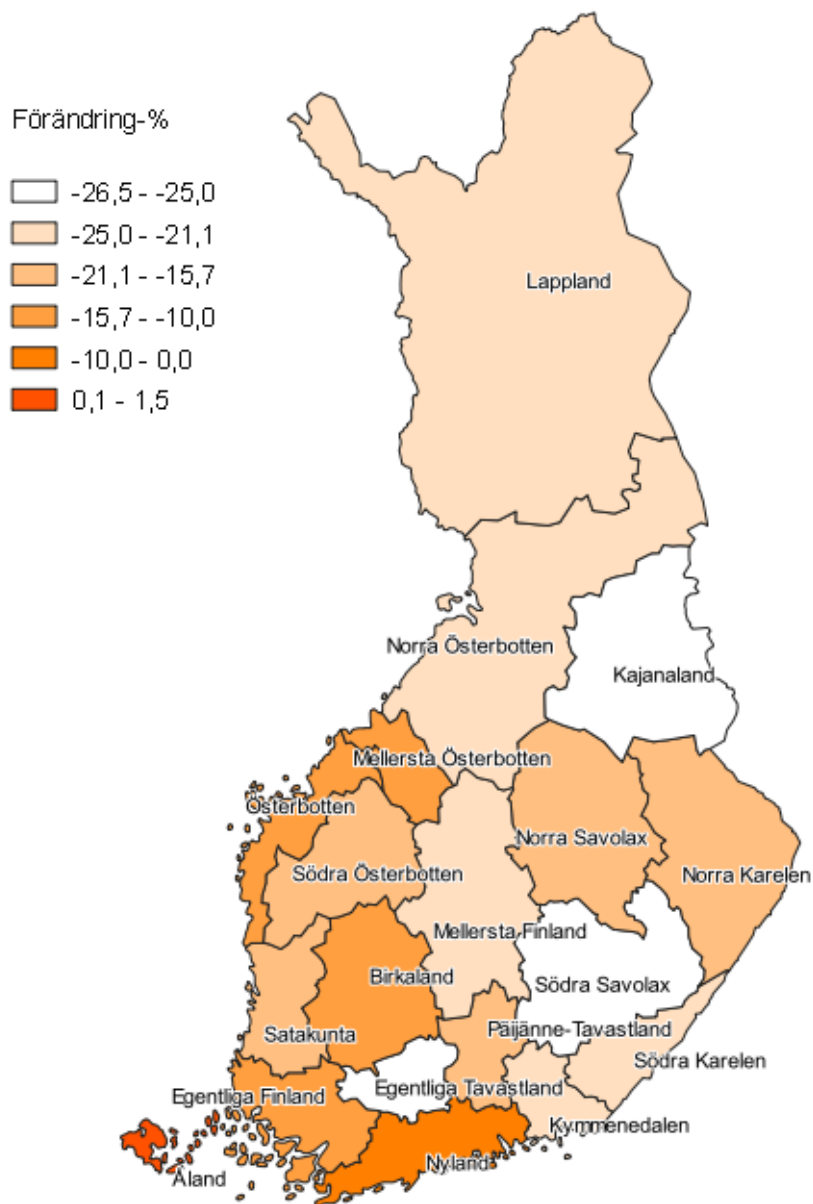 Förändring-%
-26,5 - -25,0
-25,0 - -21,1
-21,1 - -15,7
-15,7 - -10,0
-10,0 - 0,0
0,1 - 1,5
Lappland
Norra Österbotten
Kajanaland
Mellersta Österbotten
Österbotten
Norra Savolax
Södra Österbotten
Norra Karelen
Mellersta Finland
Birkaland
Södra Savolax
Satakunta
Päijänne-Tavastland
Södra Karelen
Egentliga Finland
Egentliga Tavastland
Kymmenedalen
Nyland
Åland